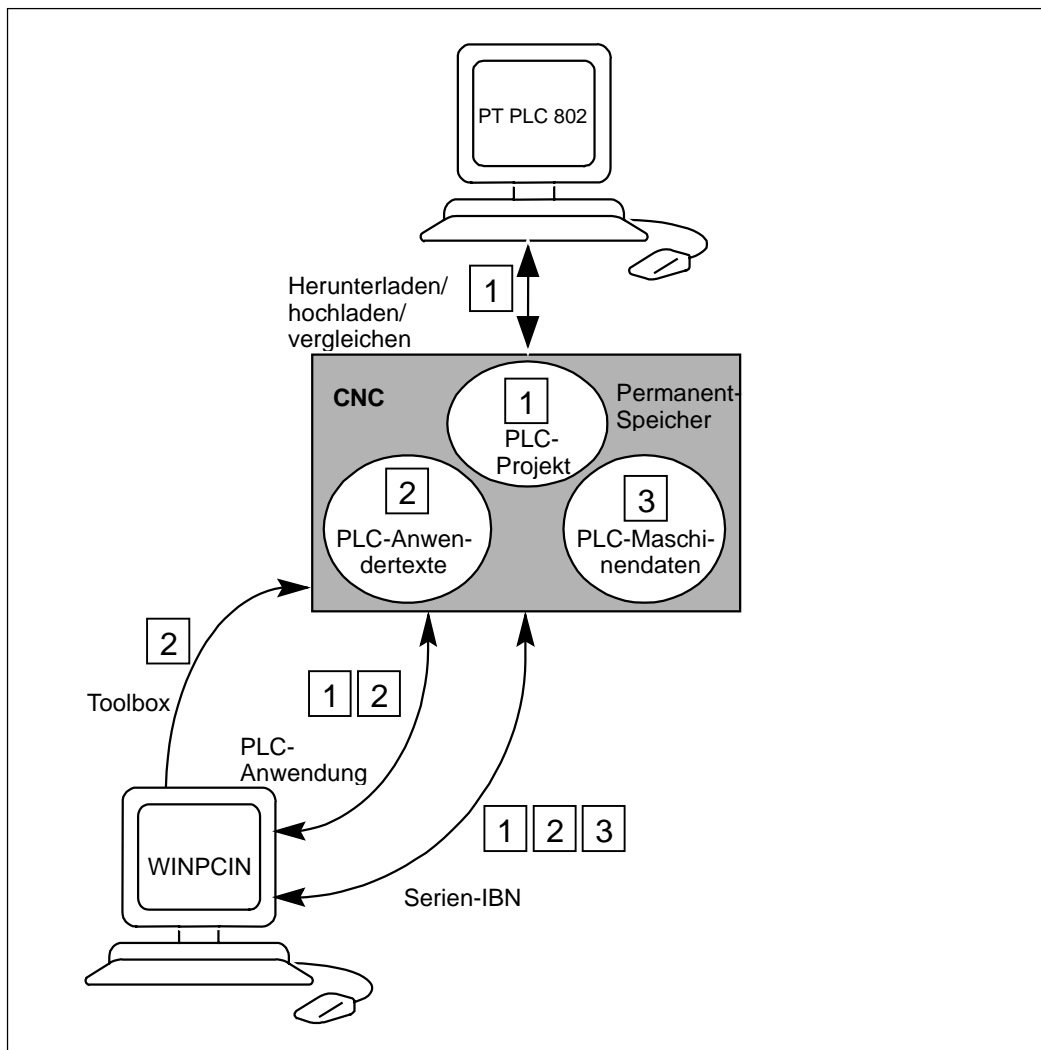 PT PLC 802
Herunterladen/
hochladen/
vergleichen
1
CNC
Permanent-
Speicher
1
PLC-
Projekt
2
PLC-Anwen-
dertexte
3
PLC-Maschi-
nendaten
2
Toolbox
1 2
PLC-
Anwendung
1 2 3
Serien-IBN
WINPCIN